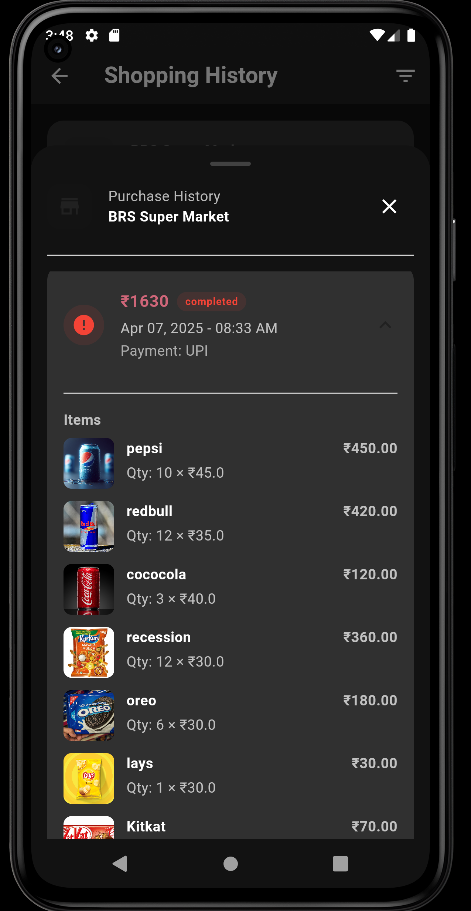 3:48
Shopping History
Purchase History
BRS Super Market
₹1630 completed
Apr 07, 2025 - 08:33 AM
Payment: UPI
Items
pepsi ₹450.00
Qty: 10 × ₹45.0
redbull ₹420.00
Qty: 12 × ₹35.0
cococola ₹120.00
Qty: 3 × ₹40.0
recession ₹360.00
Qty: 12 × ₹30.0
oreo ₹180.00
Qty: 6 × ₹30.0
OREO
lays ₹30.00
Qty: 1 × ₹30.0
Kitkat ₹70.00